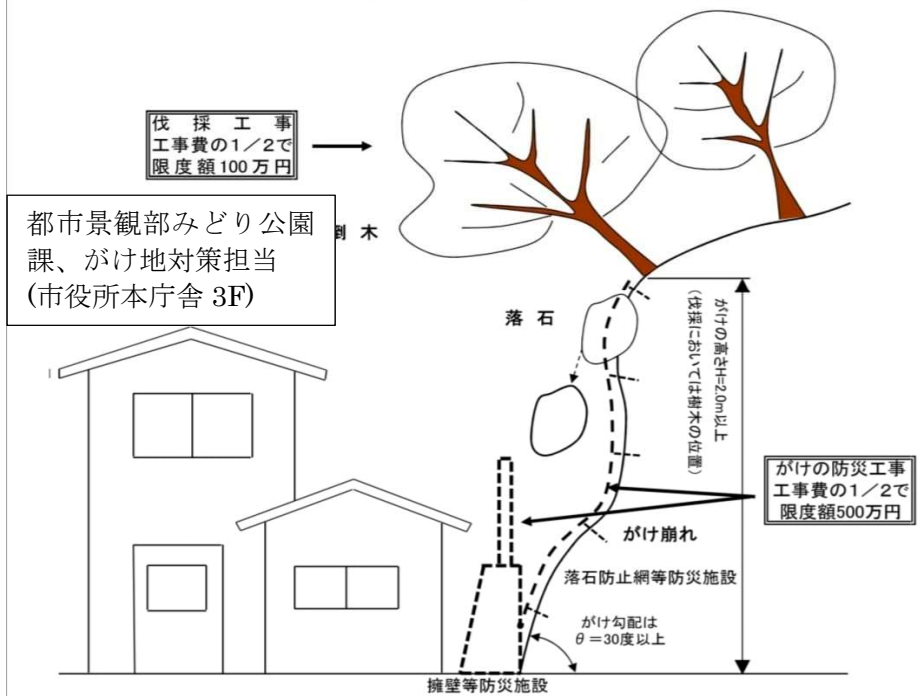 伐採工事
工事費の1／2で
限度額100万円
都市景観部みどり公園
課、がけ地対策担当
(市役所本庁舎 3F)
倒木
落石
がけの高さH=2.0m以上
(伐採においては樹木の位置)
がけの防災工事
工事費の1／2で
限度額500万円
がけ崩れ
落石防止網等防災施設
がけ勾配は
θ=30度以上
擁壁等防災施設